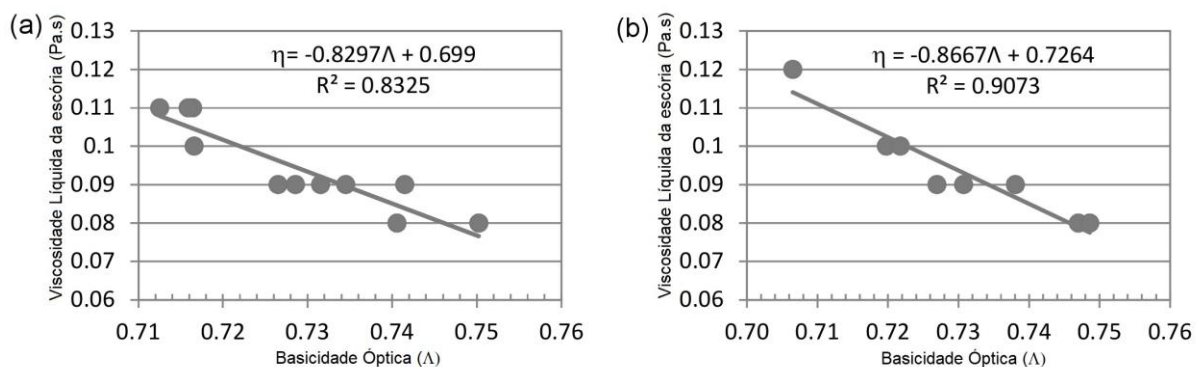 (a)
Viscosidade Líquida da escória (Pa.s)
0.13
0.12
0.11
0.1
0.09
0.08
0.07
0.06
η= -0.8297Λ + 0.699
R² = 0.8325
0.71 0.72 0.73 0.74 0.75 0.76
Basicidade Óptica (Λ)
(b)
Viscosidade Líquida da escória (Pa.s)
0.13
0.12
0.11
0.1
0.09
0.08
0.07
0.06
η= -0.8667Λ + 0.7264
R² = 0.9073
0.70 0.71 0.72 0.73 0.74 0.75 0.76
Basicidade Óptica (Λ)